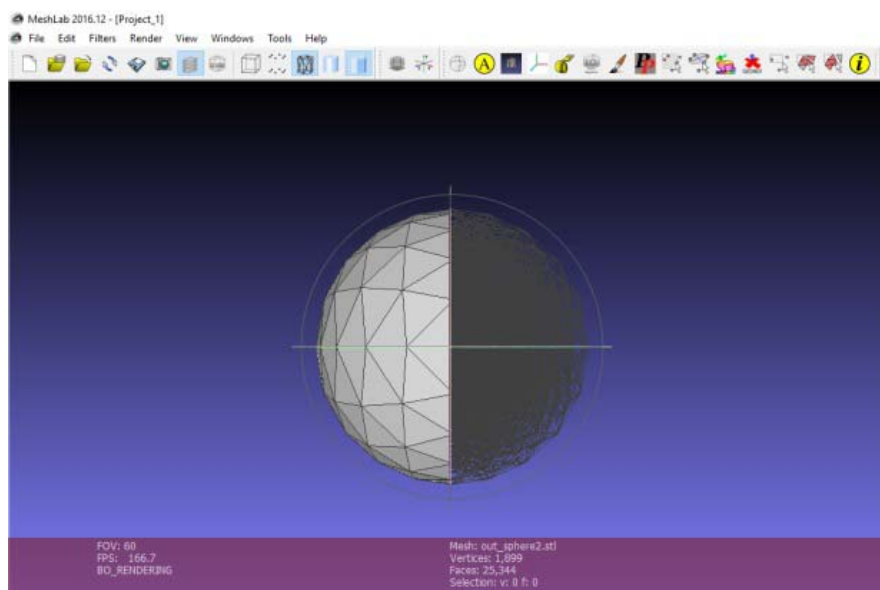 MeshLab 2016.12 - [Project_1]
File Edit Filters Render View Windows Tools Help
A
i
FOV: 60
FPS: 166.7
BO_RENDERING
Mesh: out_sphere2.stl
Vertices: 1,899
Faces: 25,344
Selection: v: 0 f: 0